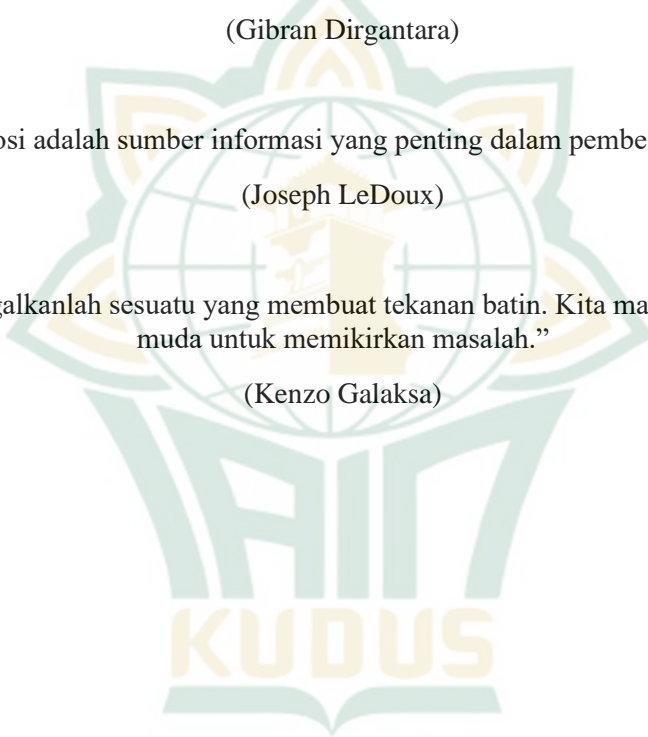 (Gibran Dirgantara)
osi adalah sumber informasi yang penting dalam pembe
(Joseph LeDoux)
galkanlah sesuatu yang membuat tekanan batin. Kita ma
muda untuk memikirkan masalah.”
(Kenzo Galaksa)
IAIN
KUDUS